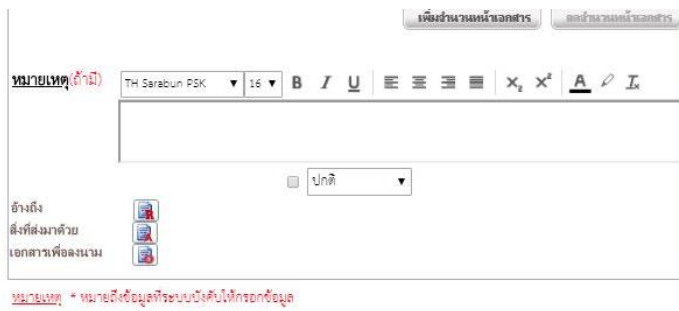 เพิ่มจำนวนหน้าเอกสาร ลดจำนวนหน้าเอกสาร
หมายเหตุ(ถ้ามี) TH Sarabun PSK 16 B I U X₂ X² A Tx
ปกติ
อ้างถึง
สิ่งที่ส่งมาด้วย
เอกสารเพื่อลงนาม
หมายเหตุ * หมายถึงข้อมูลที่ระบบบังคับให้กรอกข้อมูล